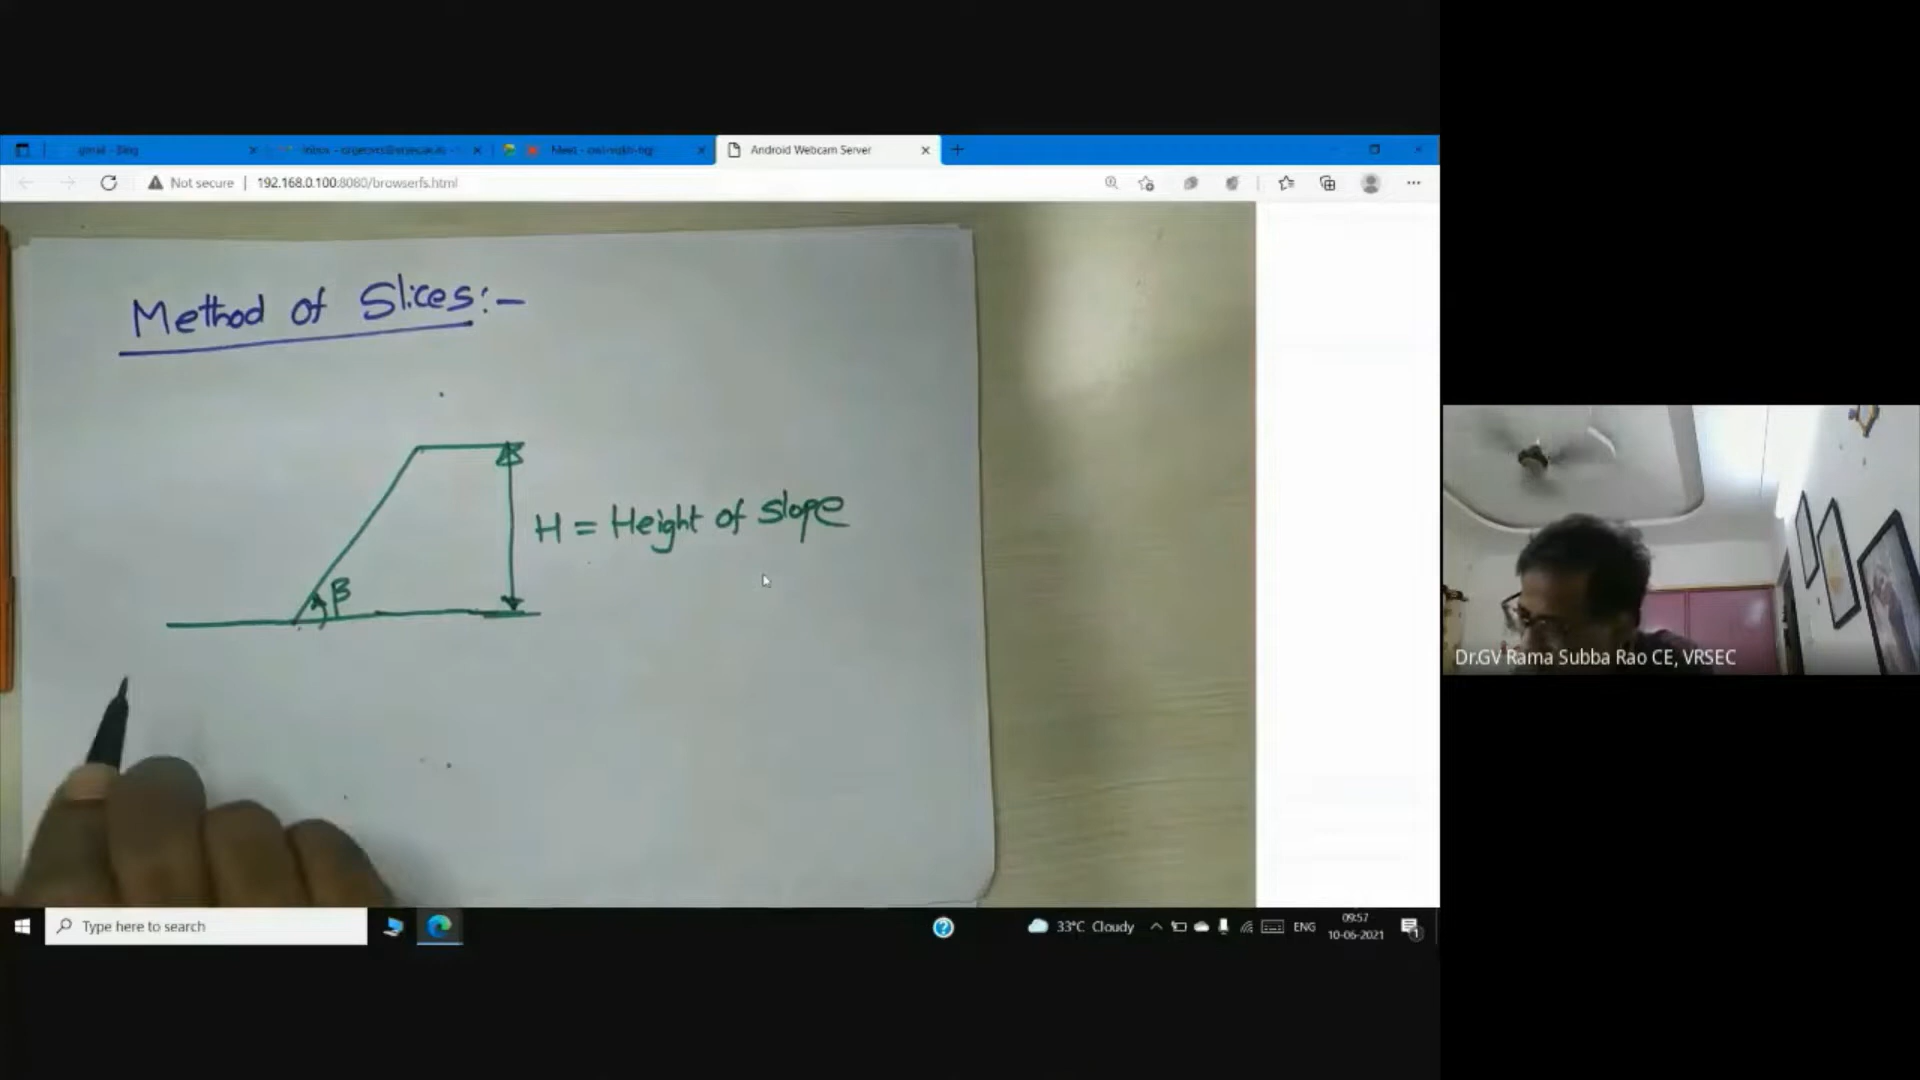 Android Webcam Server
Not secure
192.168.0.100:8080/browserfs.html
Method of Slices:-
H = Height of slope
β
Dr.GV Rama Subba Rao CE, VRSEC
Type here to search
33°C Cloudy
ENG
09:57
10-06-2021
1